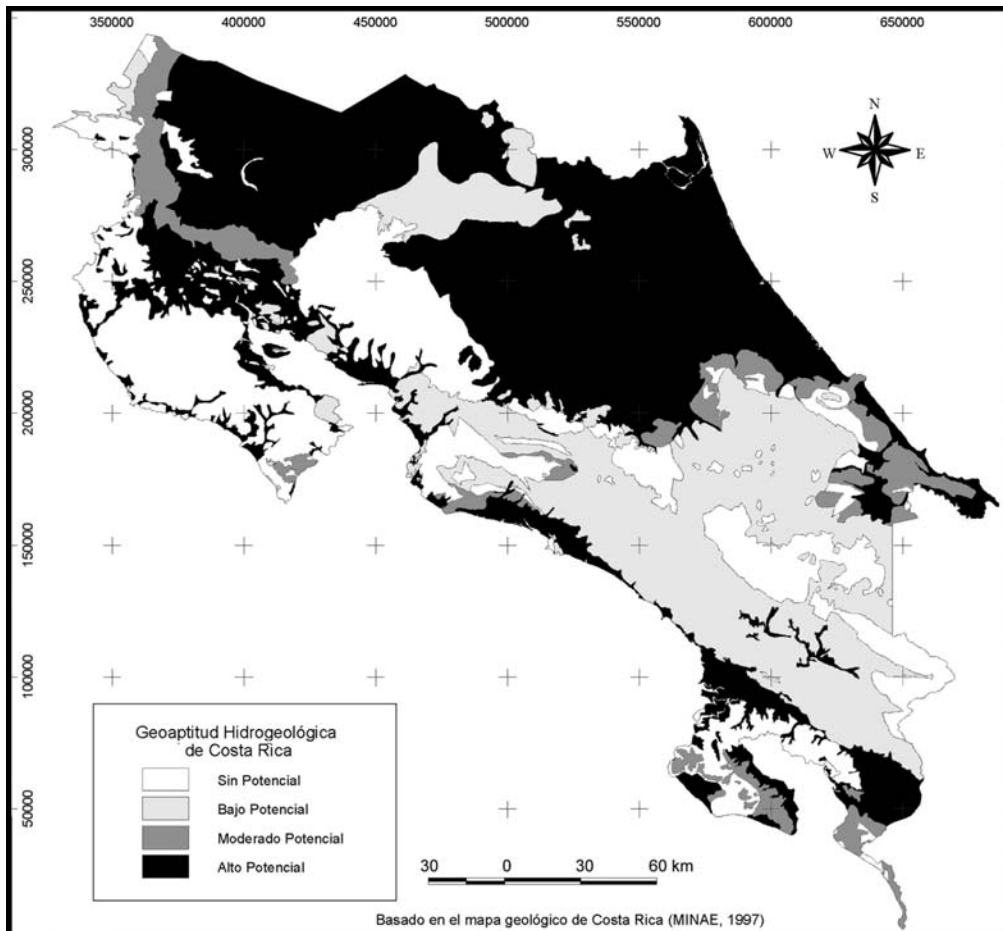 350000 400000 450000 500000 550000 600000 650000
N
W E
S
300000
250000
200000
150000
100000
50000
Geoaptitud Hidrogeológica
de Costa Rica
Sin Potencial
Bajo Potencial
Moderado Potencial
Alto Potencial
30 0 30 60 km
Basado en el mapa geológico de Costa Rica (MINAE, 1997)